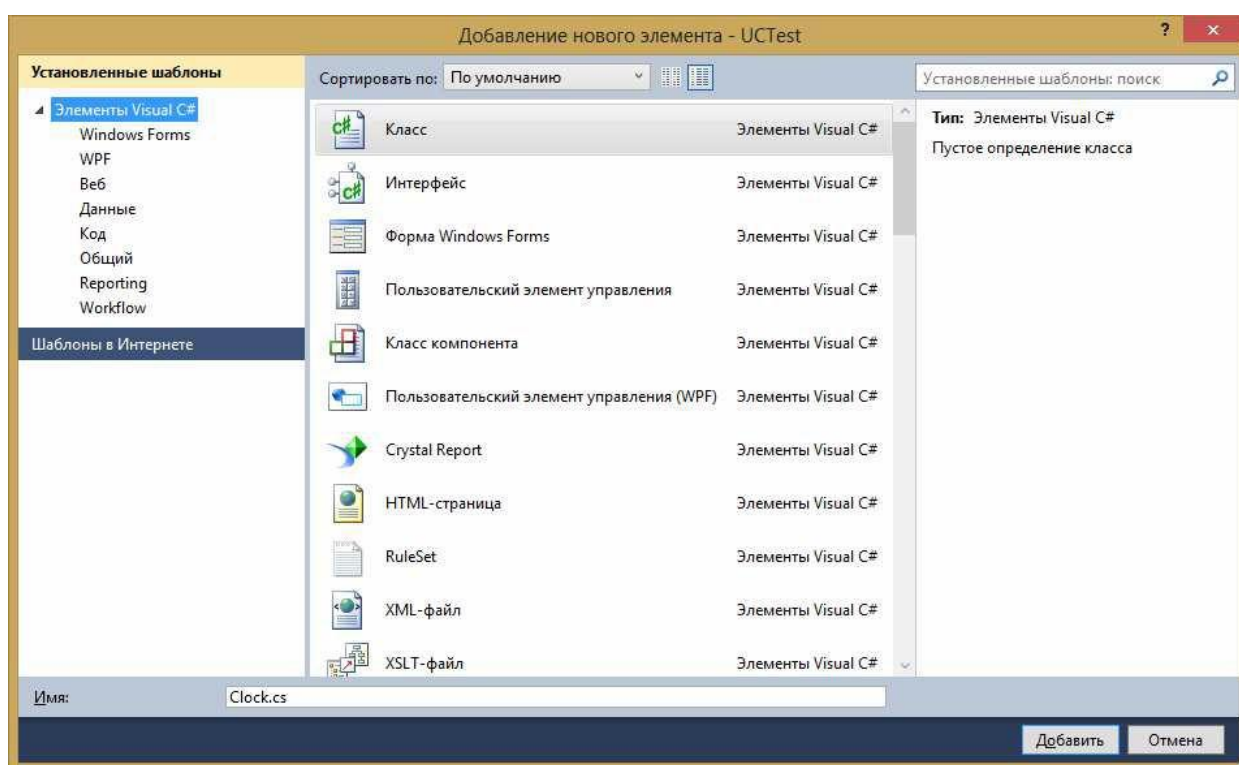 Добавление нового элемента - UCTest
? ×
Установленные шаблоны
Сортировать по: По умолчанию
Установленные шаблоны: поиск
Элементы Visual C#
Windows Forms
WPF
Веб
Данные
Код
Общий
Reporting
Workflow
Шаблоны в Интернете
Класс Элементы Visual C#
Интерфейс Элементы Visual C#
Форма Windows Forms Элементы Visual C#
Пользовательский элемент управления Элементы Visual C#
Класс компонента Элементы Visual C#
Пользовательский элемент управления (WPF) Элементы Visual C#
Crystal Report Элементы Visual C#
HTML-страница Элементы Visual C#
RuleSet Элементы Visual C#
XML-файл Элементы Visual C#
XSLT-файл Элементы Visual C#
Тип: Элементы Visual C#
Пустое определение класса
Имя: Clock.cs
Добавить Отмена